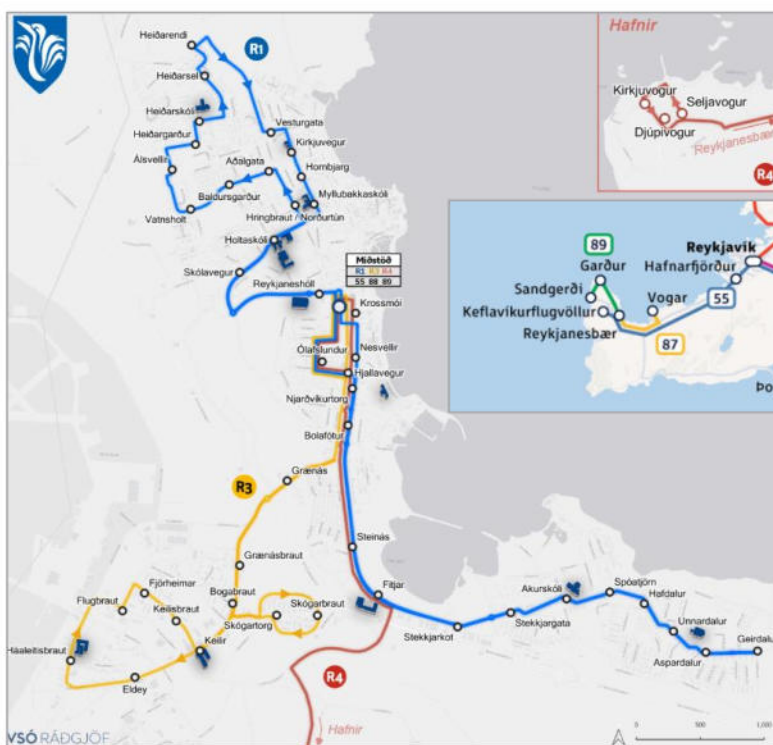 Heiðarendi
R1
Heiðarsel
Heiðarskóli
Vesturgata
Kirkjuvegur
Heiðargarður
Aðalgata
Hornbjarg
Álsvellir
Baldursgarður
Myllubakkaskóli
Vatnsholt
Hringbraut / Norðurtún
Holtaskóli
Skólavegur
Miðstöð
R1 R3 R4
55 88 89
Reykjaneshöll
Krossmói
Ólafslundur
Nesvellir
Hjallavegur
Njarðvíkurtorg
Bolafótur
Grænás
R3
Steinás
Grænásbraut
Fitjar
Fjörheimar
Bogabraut
Skógarbraut
Flugbraut
Keilisbraut
Skógartorg
Háaleitisbraut
Keilir
Eldey
R4
Hafnir
Akurskóli
Spóatjörn
Hafdalur
Unnardalur
Geirdalur
Stekkjarkot
Stekkjargata
Aspardalur
Hafnir
Kirkjuvogur
Seljavogur
Djúpivogur
Reykjanesbær
R4
89
Reykjavík
Garður
Hafnarfjörður
Sandgerði
Vogar
55
Keflavíkurflugvöllur
Reykjanesbær
87
Þo
0 500 1,000
VSÓ RÁÐGJÖF